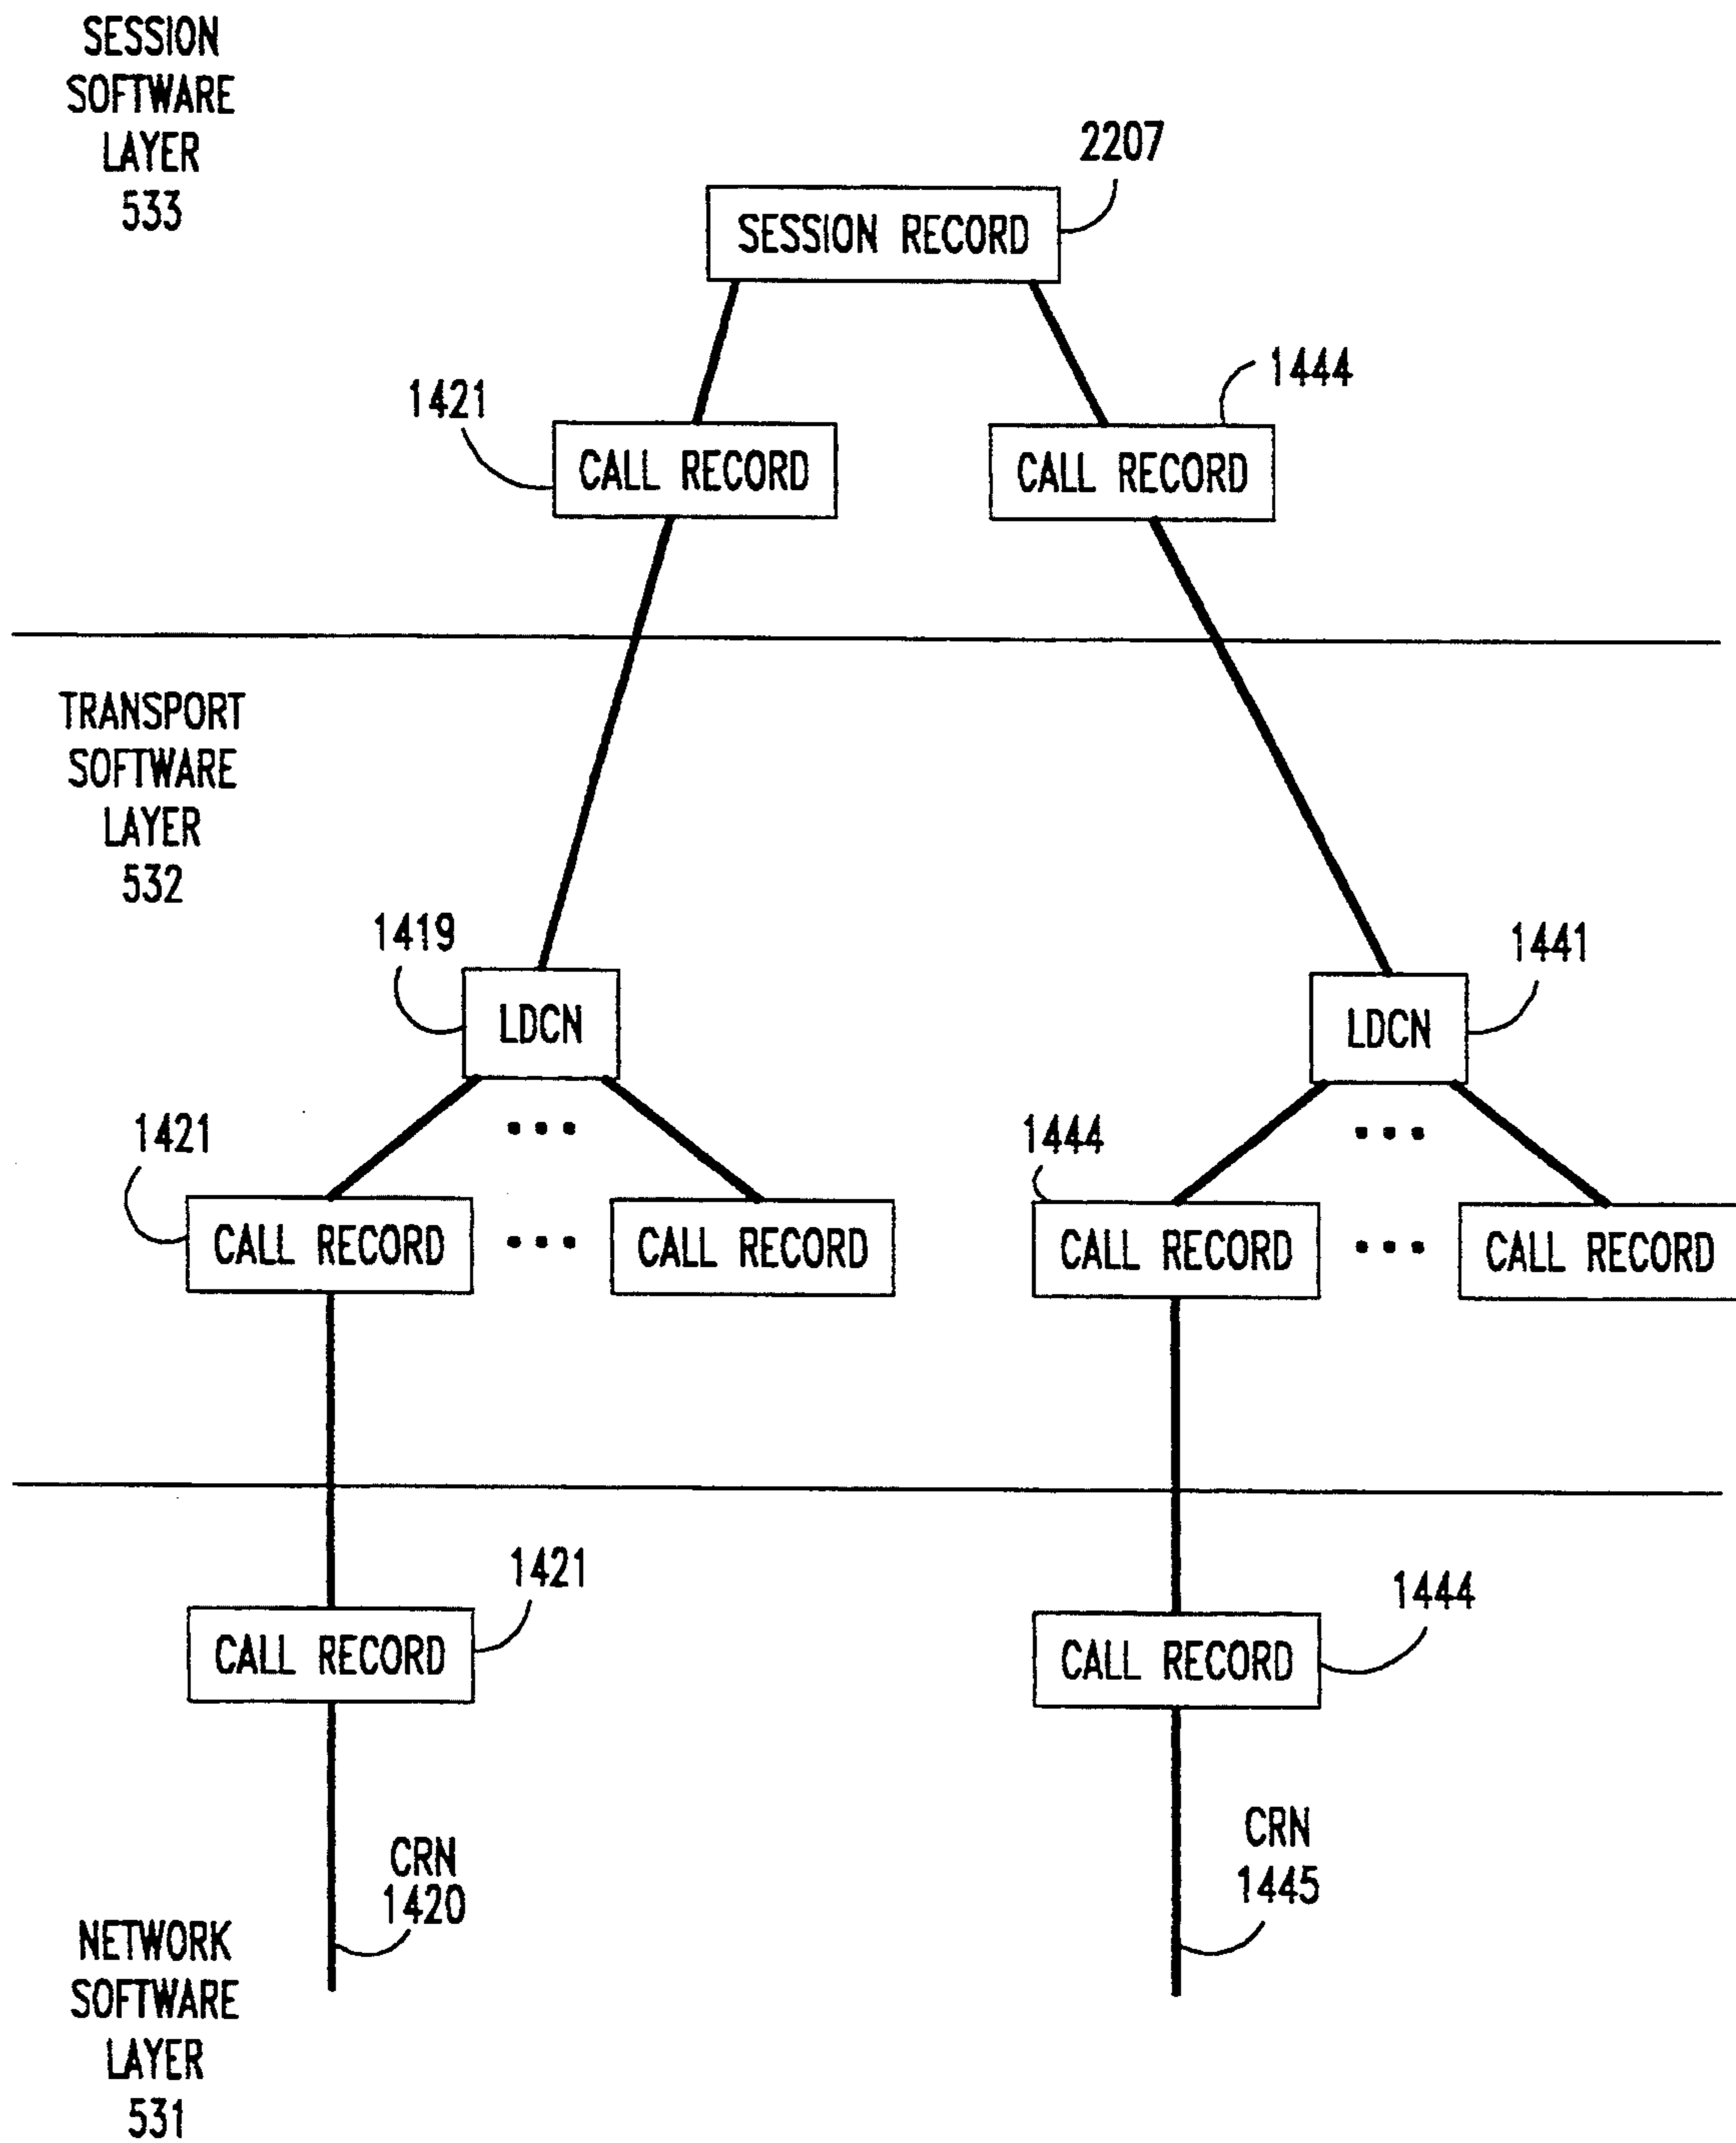 SESSION
SOFTWARE
LAYER
533
2207
SESSION RECORD
1421
1444
CALL RECORD
CALL RECORD
TRANSPORT
SOFTWARE
LAYER
532
1419
1441
LDCN
LDCN
1421
1444
CALL RECORD
CALL RECORD
CALL RECORD
CALL RECORD
1421
1444
CALL RECORD
CALL RECORD
CRN
1420
CRN
1445
NETWORK
SOFTWARE
LAYER
531